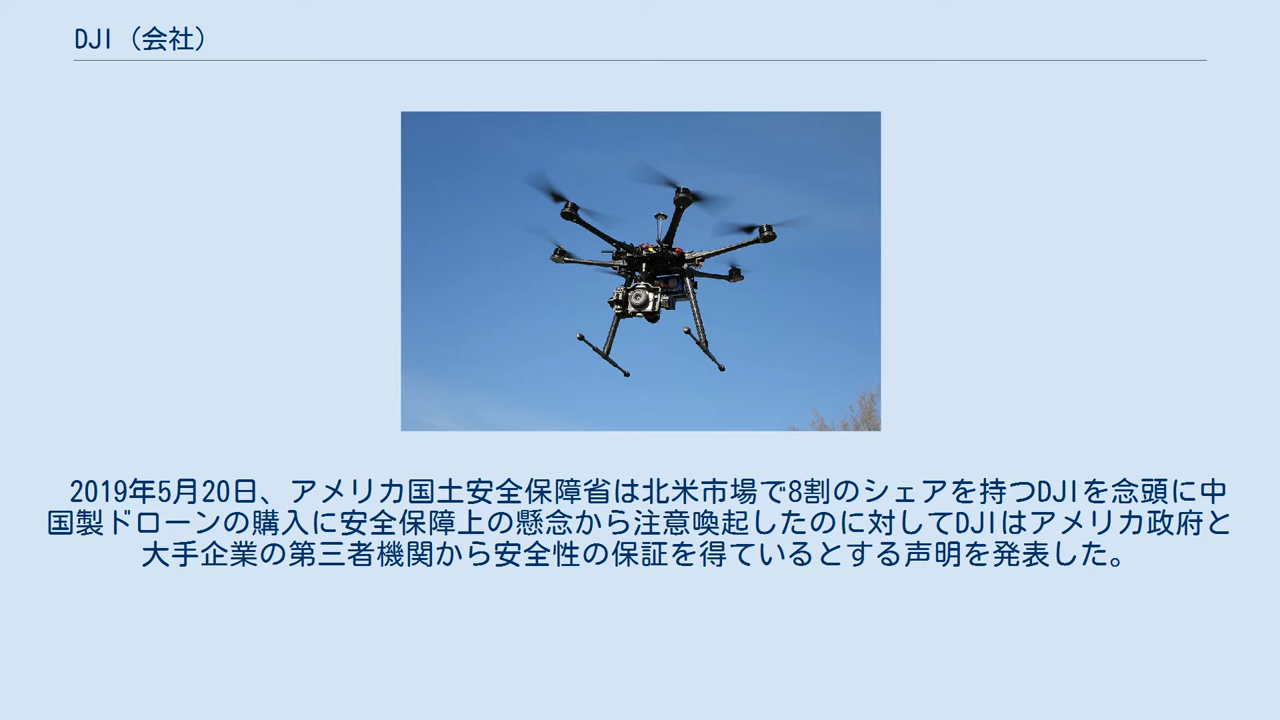 DJI（会社）
2019年5月20日、アメリカ国土安全保障省は北米市場で8割のシェアを持つDJIを念頭に中
国製ドローンの購入に安全保障上の懸念から注意喚起したのに対してDJIはアメリカ政府と
大手企業の第三者機関から安全性の保証を得ているとする声明を発表した。